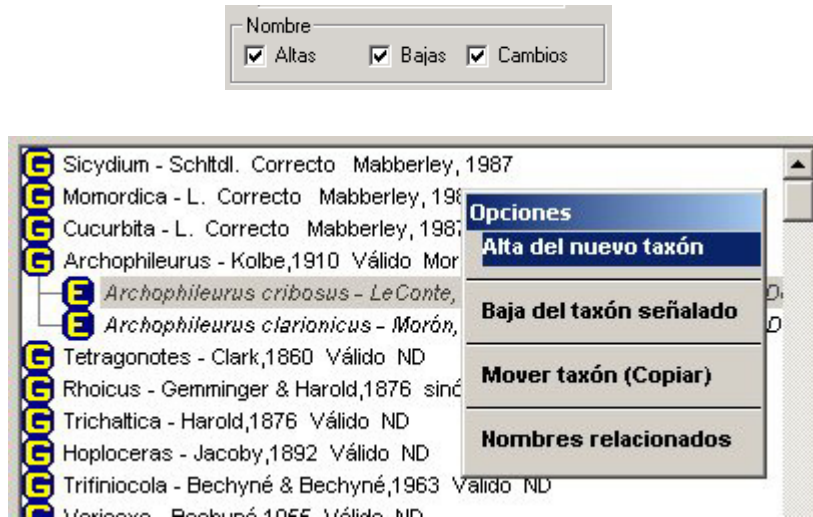 Nombre
Altas Bajas Cambios
G Sicydium - Schltdl. Correcto Mabberley, 1987
G Momordica - L. Correcto Mabberley, 198
G Cucurbita - L. Correcto Mabberley, 198
G Archophileurus - Kolbe,1910 Válido Mor
E Archophileurus cribosus - LeConte,
E Archophileurus clarionicus - Morón,
G Tetragonotes - Clark,1860 Válido ND
G Rhoicus - Gemminger & Harold,1876 sinó
G Trichaltica - Harold,1876 Válido ND
G Hoploceras - Jacoby,1892 Válido ND
G Trifiniocola - Bechyné & Bechyné,1963 Válido ND
Opciones
Alta del nuevo taxón
Baja del taxón señalado
Mover taxón (Copiar)
Nombres relacionados